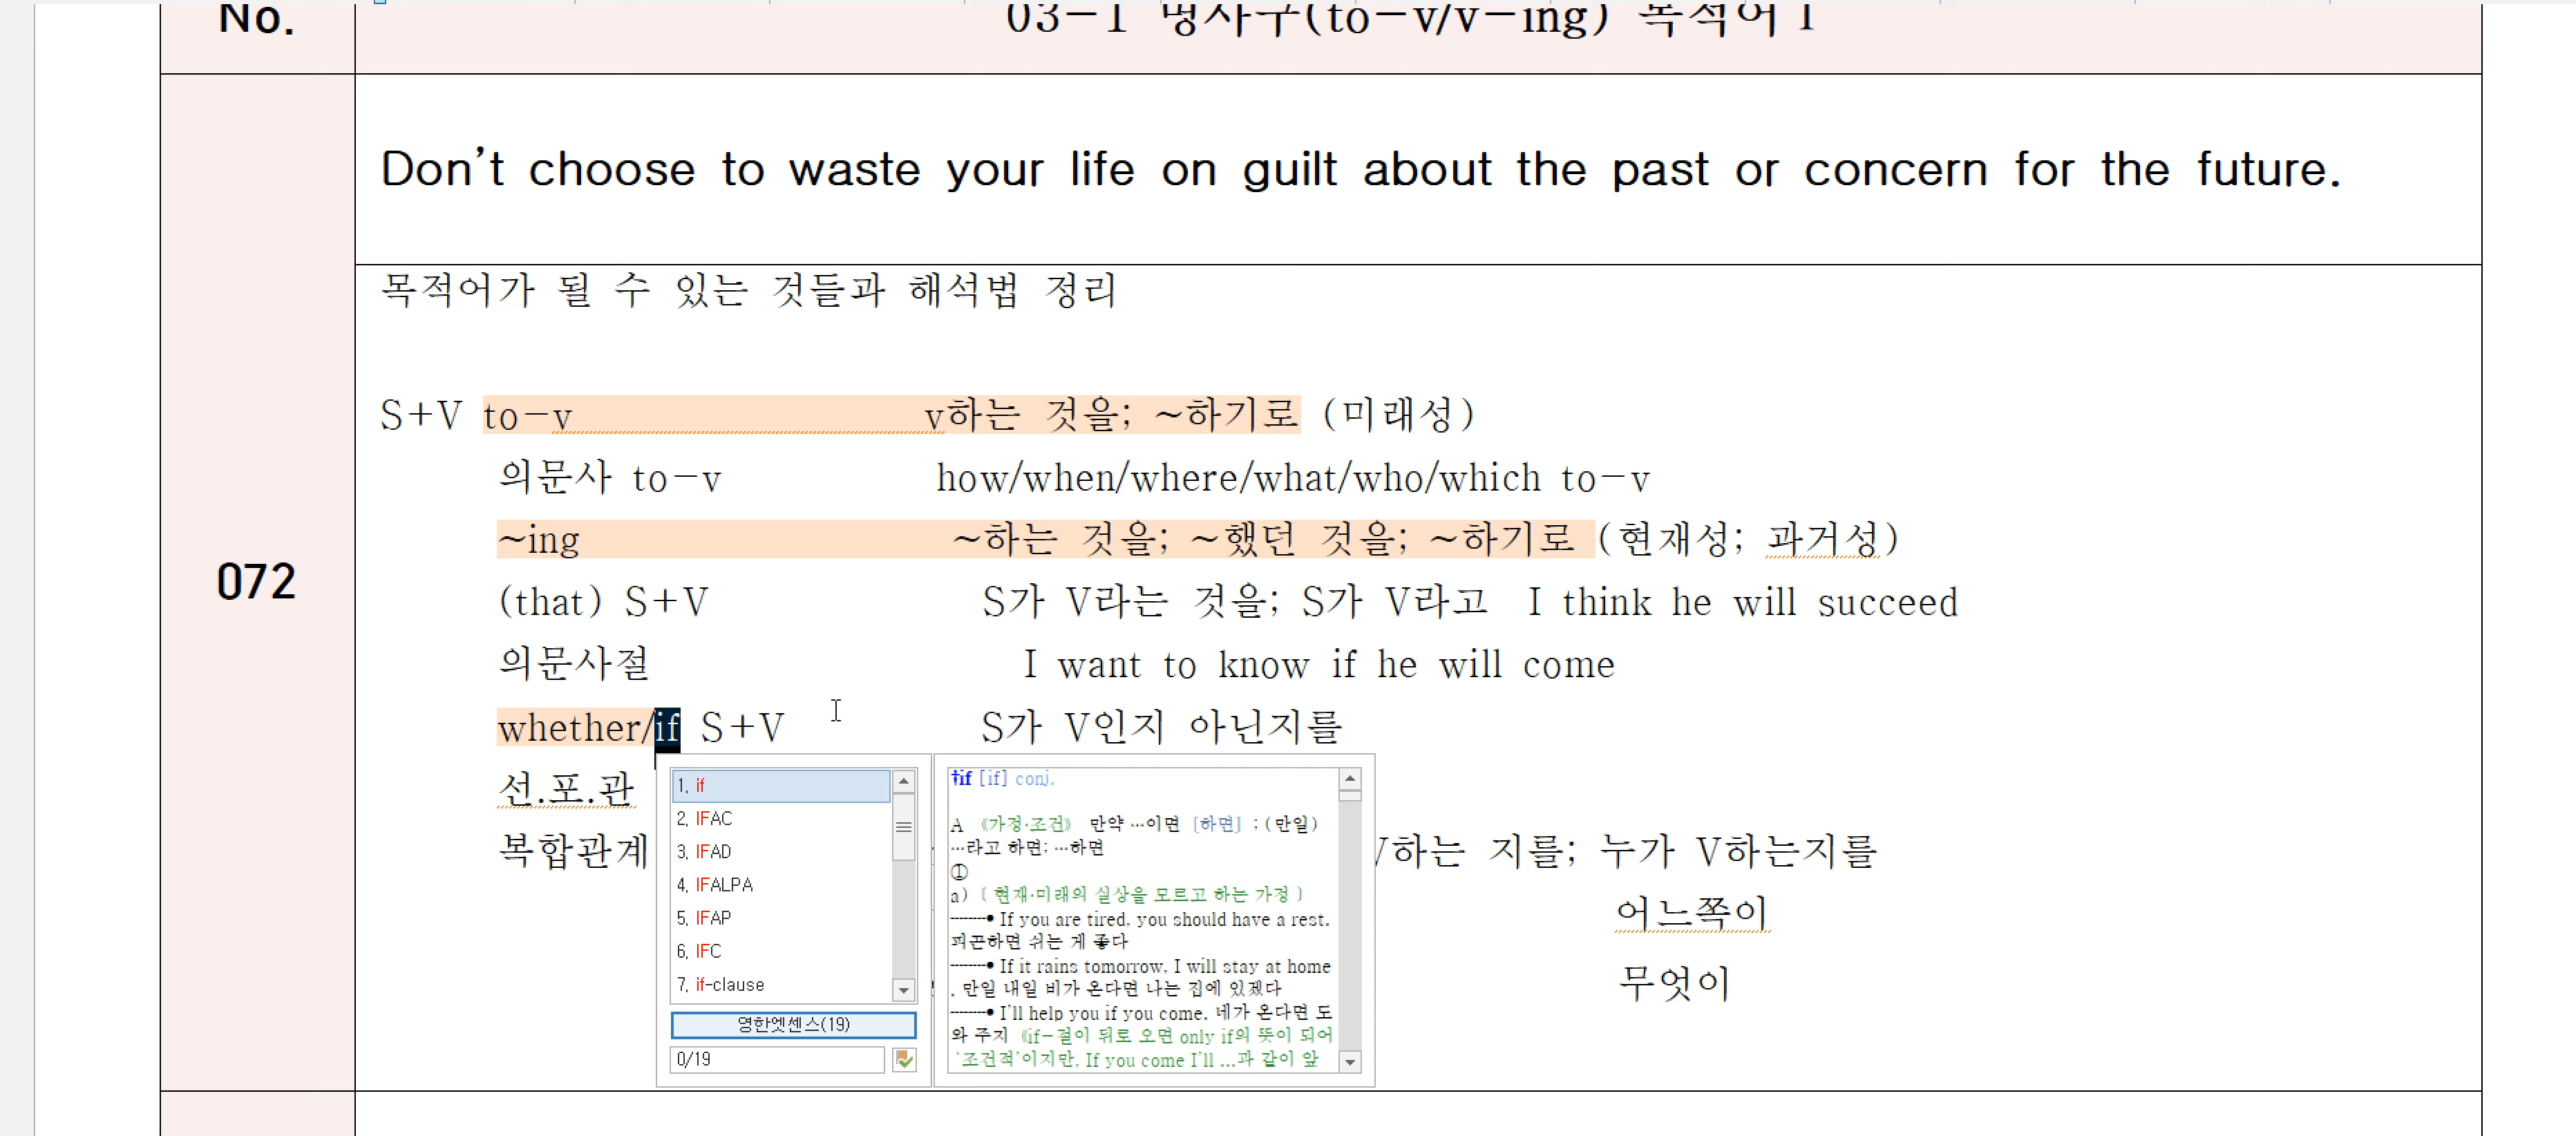 No.
03-1 명사구(to-v/v-ing) 목적어 I
072
Don't choose to waste your life on guilt about the past or concern for the future.
목적어가 될 수 있는 것들과 해석법 정리
S+V to-v v하는 것을; ~하기로 (미래성)
의문사 to-v how/when/where/what/who/which to-v
~ing ~하는 것을; ~했던 것을; ~하기로 (현재성; 과거성)
(that) S+V S가 V라는 것을; S가 V라고 I think he will succeed
의문사절 I want to know if he will come
whether/if S+V S가 V인지 아닌지를
선.포.관
복합관계 V하는 지를; 누가 V하는지를
어느쪽이
무엇이
1. if
2. IFAC
3. IFAD
4. IFALPA
5. IFAP
6. IFC
7. if-clause
영한엣센스(19)
0/19
‡if [if] conj.
A 《가정·조건》 만약 …이면 [하면] ; (만일)
…라고 하면; …하면
①
a) 〔 현재·미래의 실상을 모르고 하는 가정 〕
--------• If you are tired, you should have a rest.
피곤하면 쉬는 게 좋다
--------• If it rains tomorrow, I will stay at home
. 만일 내일 비가 온다면 나는 집에 있겠다
--------• I'll help you if you come. 네가 온다면 도
와 주지 《if-절이 뒤로 오면 only if의 뜻이 되어
'조건적'이지만, If you come I'll ...과 같이 앞